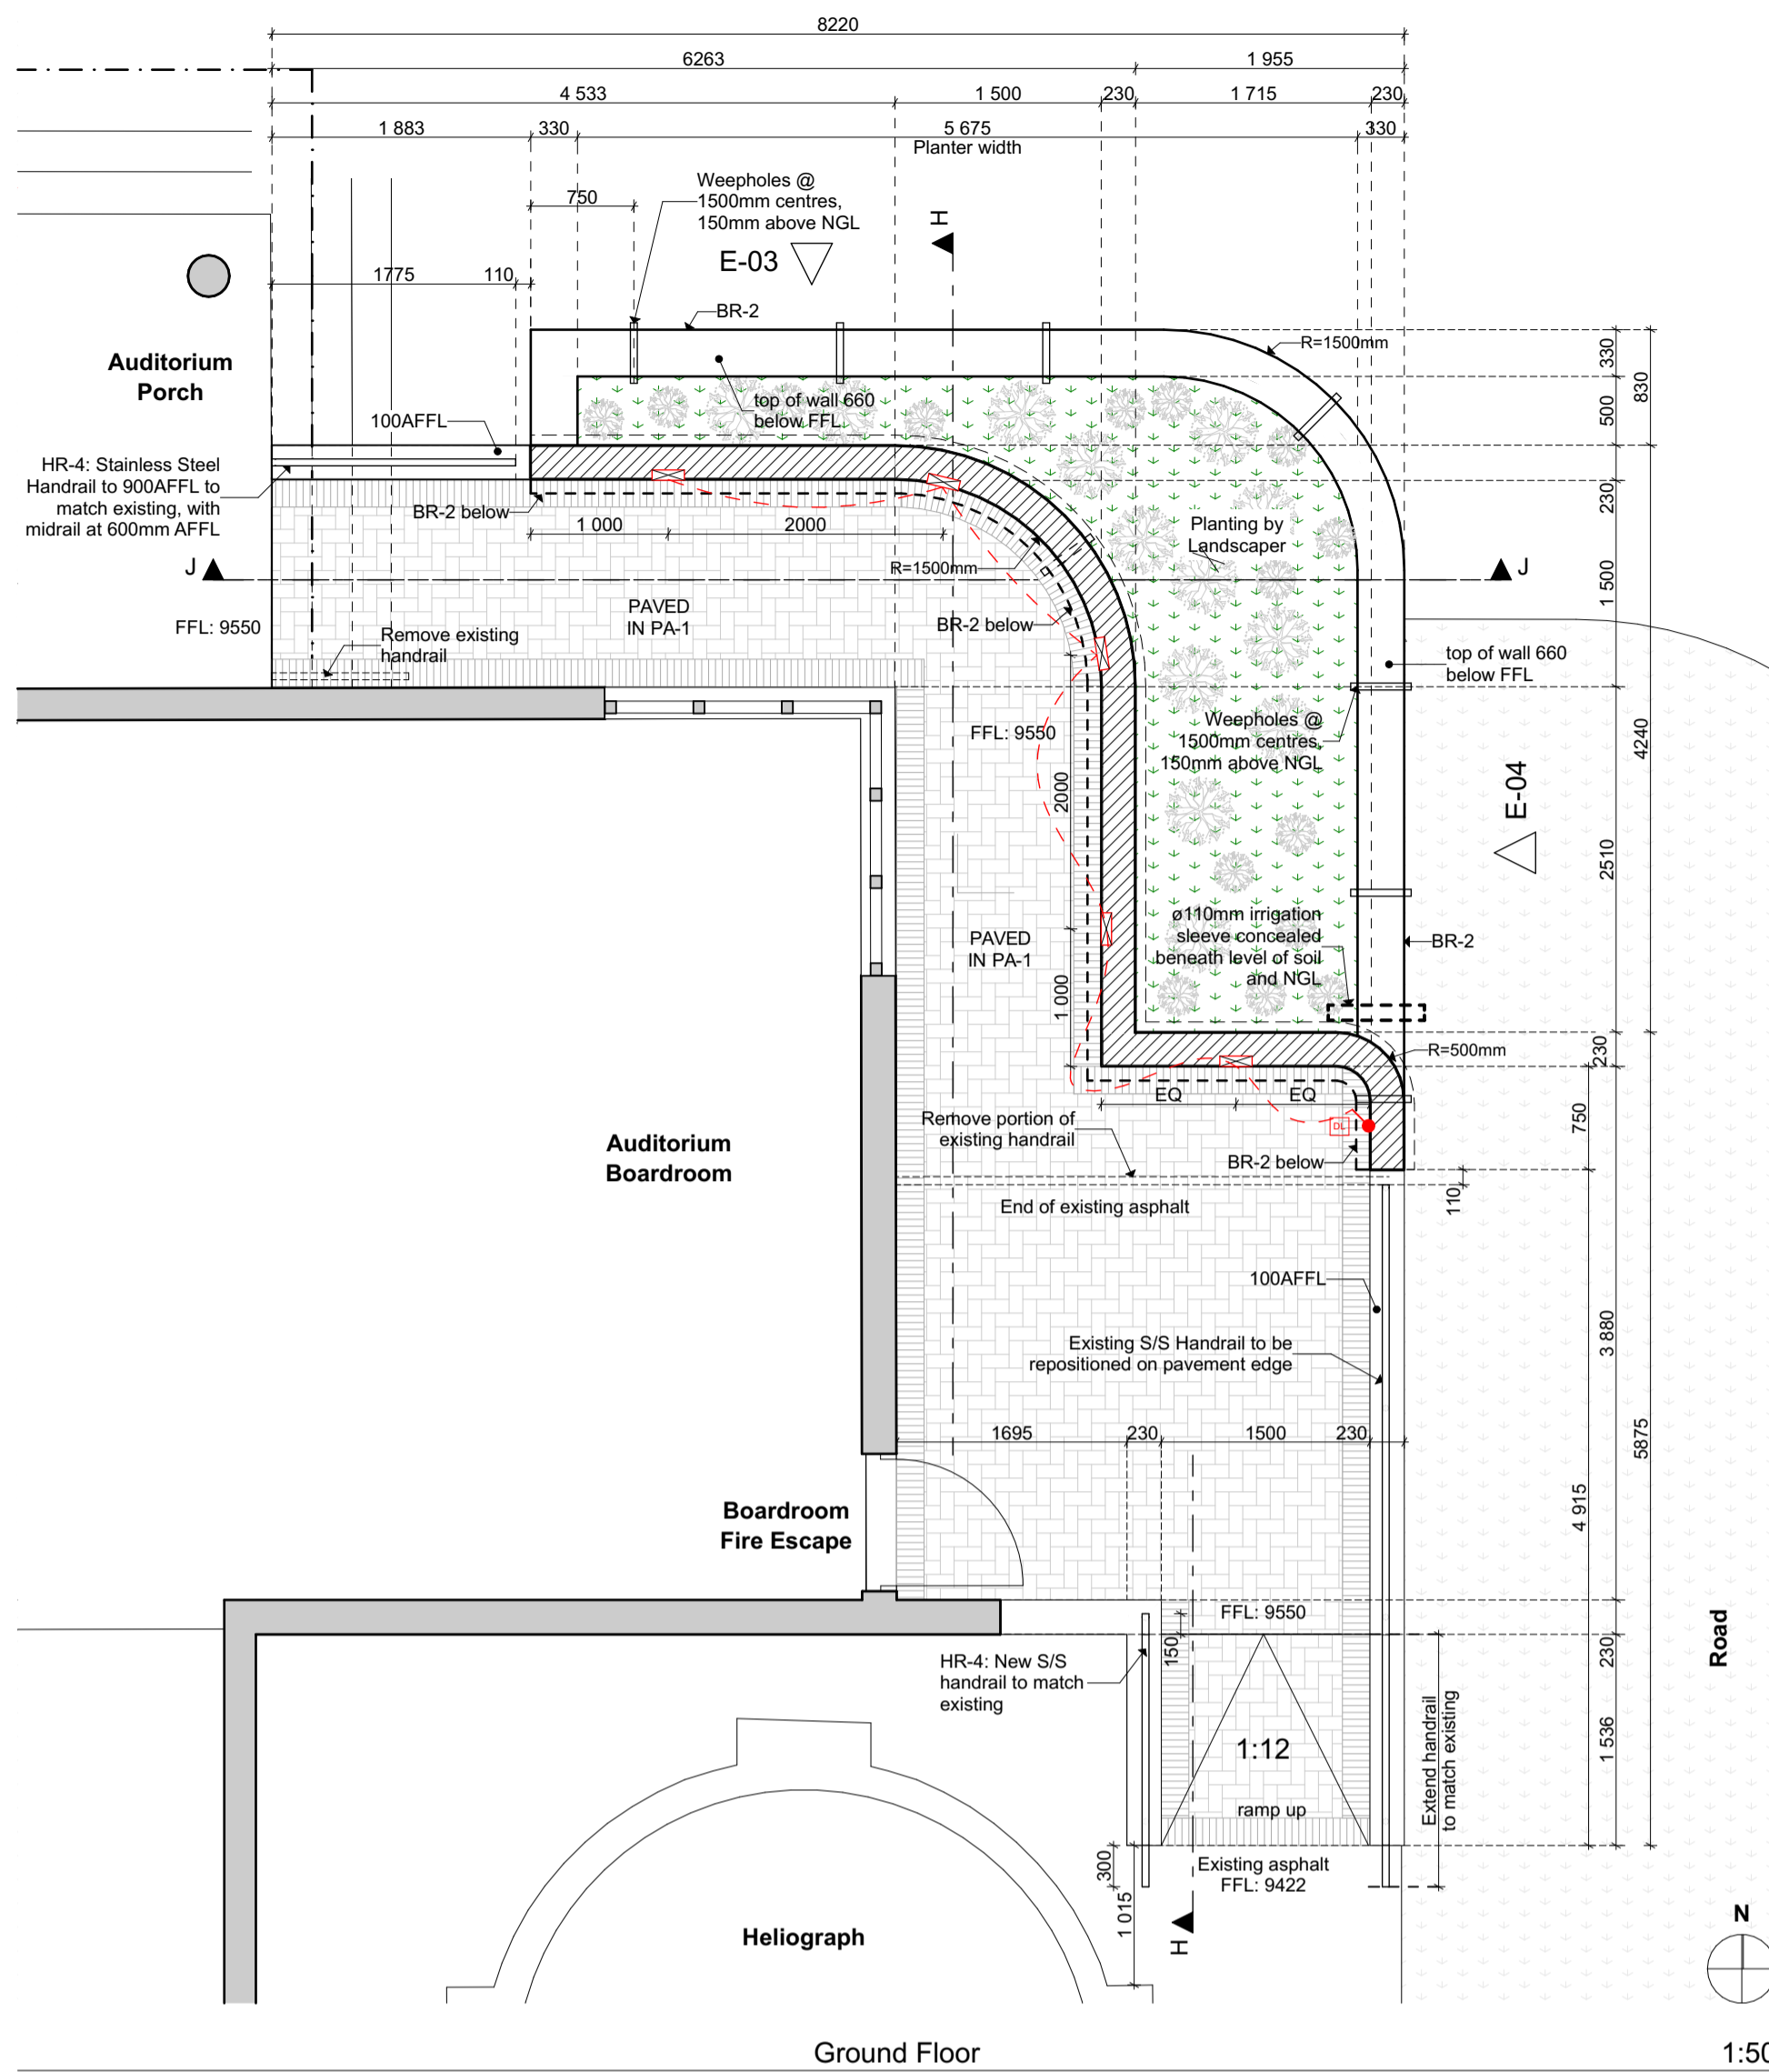 8220
6263
1 955
4 533
1 500
230
1 715
230
1 883
330
5 675
330
Planter width
Weepholes @
1500mm centres,
150mm above NGL
750
H
E-03
1775
110
BR-2
R=1500mm
330
830
Auditorium
Porch
top of wall 660
below FFL
500
100AFFL
HR-4: Stainless Steel
Handrail to 900AFFL to
match existing, with
midrail at 600mm AFFL
230
BR-2 below
1 000
2000
Planting by
Landscaper
J
R=1500mm
J
1 500
PAVED
IN PA-1
FFL: 9550
Remove existing
handrail
BR-2 below
top of wall 660
below FFL
FFL: 9550
Weepholes @
1500mm centres,
150mm above NGL
4240
2000
E-04
2510
PAVED
IN PA-1
ø110mm irrigation
sleeve concealed
beneath level of soil
and NGL
BR-2
1 000
R=500mm
230
EQ
EQ
750
Remove portion of
existing handrail
DL
Auditorium
Boardroom
BR-2 below
End of existing asphalt
110
100AFFL
Existing S/S Handrail to be
repositioned on pavement edge
3 880
1695
230
1500
230
5875
4 915
Boardroom
Fire Escape
FFL: 9550
150
HR-4: New S/S
handrail to match
existing
230
Road
Extend handrail
to match existing
1:12
1 536
ramp up
300
Existing asphalt
FFL: 9422
1 015
H
Heliograph
N
Ground Floor
1:50